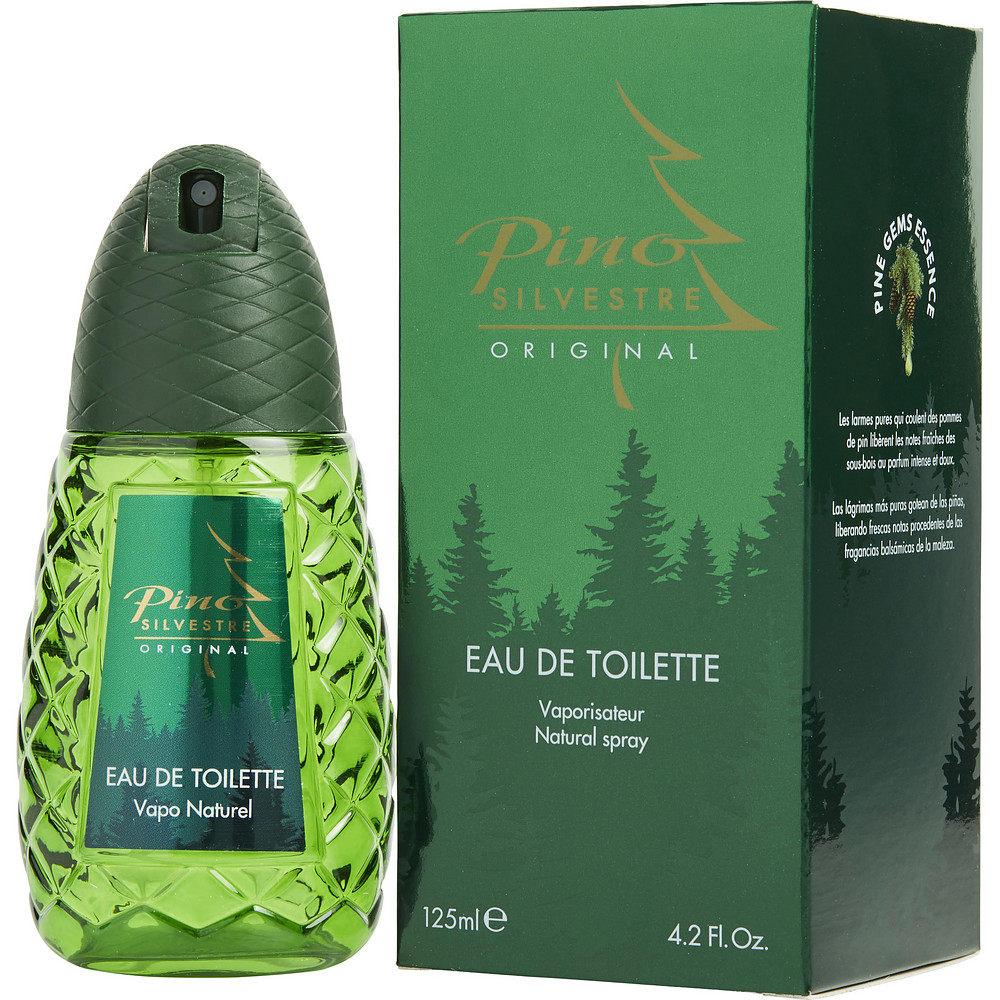 Pino
SILVESTRE
ORIGINAL
EAU DE TOILETTE
Vapo Naturel
Pino
SILVESTRE
ORIGINAL
EAU DE TOILETTE
Vaporisateur
Natural spray
125ml e
4.2 Fl.Oz.
PINE GEMS ESSENCE
Les larmes pures qui coulent des pommes
de pin libèrent les notes fraîches des
sous-bois au parfum intense et doux.
Las lágrimas más puras gotean de las piñas,
liberando frescas notas procedentes de las
fragancias balsámicas de la maleza.